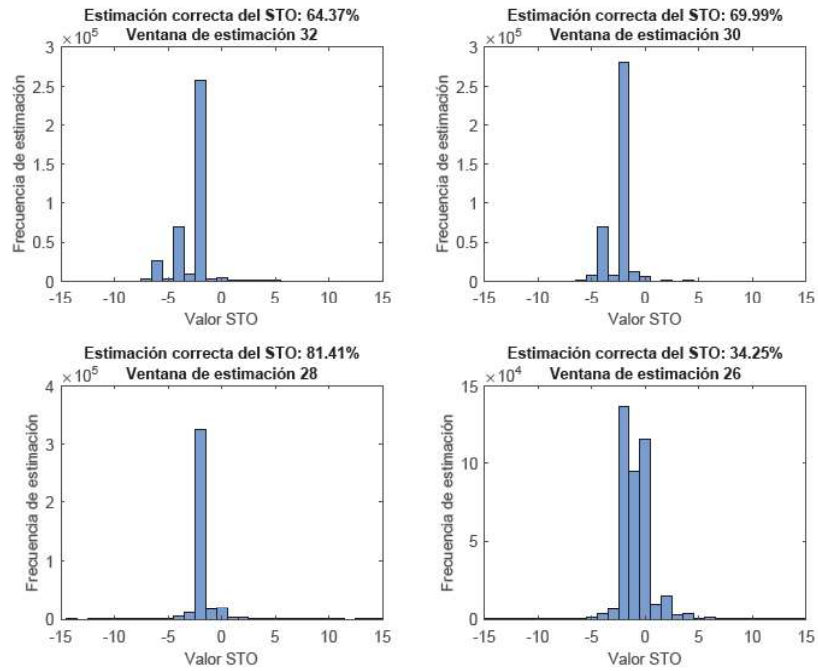 Estimación correcta del STO: 64.37%
Ventana de estimación 32
×10^5
3
2.5
2
1.5
1
0.5
0
Frecuencia de estimación
-15 -10 -5 0 5 10 15
Valor STO
Estimación correcta del STO: 69.99%
Ventana de estimación 30
×10^5
3
2.5
2
1.5
1
0.5
0
Frecuencia de estimación
-15 -10 -5 0 5 10 15
Valor STO
Estimación correcta del STO: 81.41%
Ventana de estimación 28
×10^5
4
3
2
1
0
Frecuencia de estimación
-15 -10 -5 0 5 10 15
Valor STO
Estimación correcta del STO: 34.25%
Ventana de estimación 26
×10^4
15
10
5
0
Frecuencia de estimación
-15 -10 -5 0 5 10 15
Valor STO